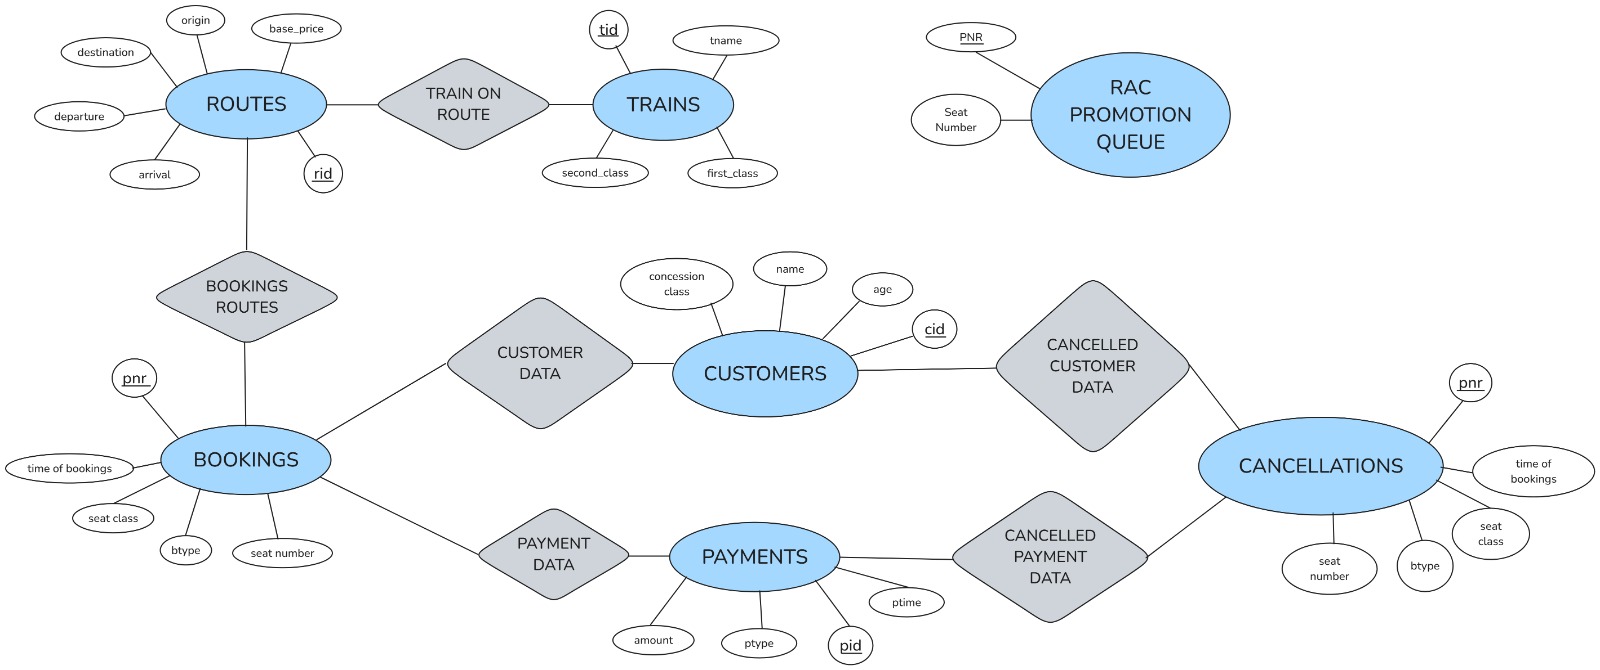 origin
base_price
destination
departure
arrival
rid
ROUTES
TRAIN ON
ROUTE
tid
tname
TRAINS
second_class
first_class
PNR
Seat
Number
RAC
PROMOTION
QUEUE
BOOKINGS
ROUTES
concession
class
name
age
cid
CUSTOMER
DATA
CUSTOMERS
CANCELLED
CUSTOMER
DATA
pnr
BOOKINGS
time of bookings
seat class
btype
seat number
pnr
CANCELLATIONS
time of
bookings
seat
class
btype
seat
number
PAYMENT
DATA
PAYMENTS
CANCELLED
PAYMENT
DATA
ptime
amount
ptype
pid